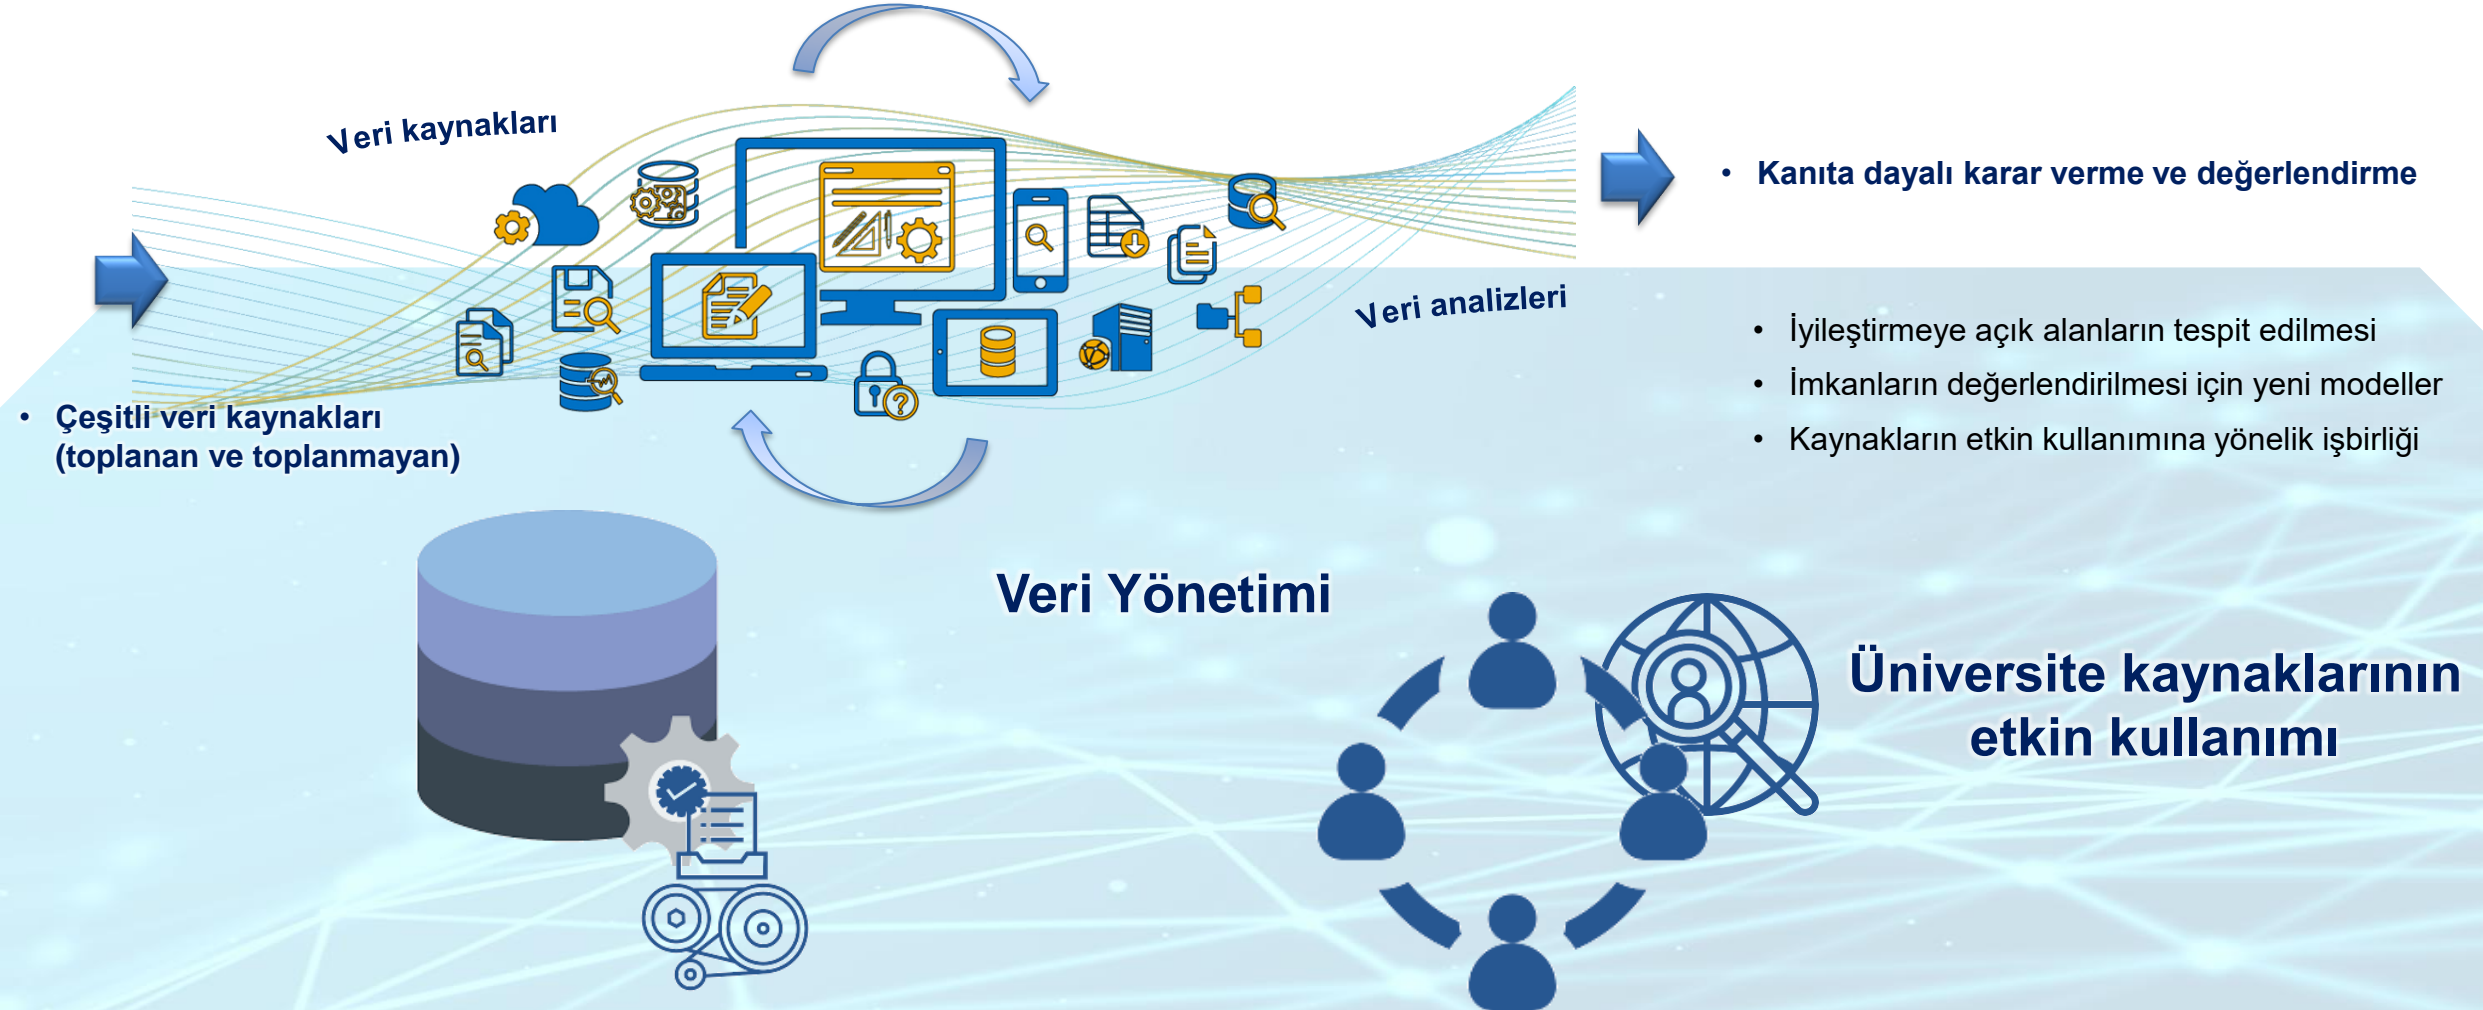 Veri kaynakları
• Kanıta dayalı karar verme ve değerlendirme
Veri analizleri
• İyileştirmeye açık alanların tespit edilmesi
• İmkanların değerlendirilmesi için yeni modeller
• Kaynakların etkin kullanımına yönelik işbirliği
• Çeşitli veri kaynakları
(toplanan ve toplanmayan)
Veri Yönetimi
Üniversite kaynaklarının
etkin kullanımı